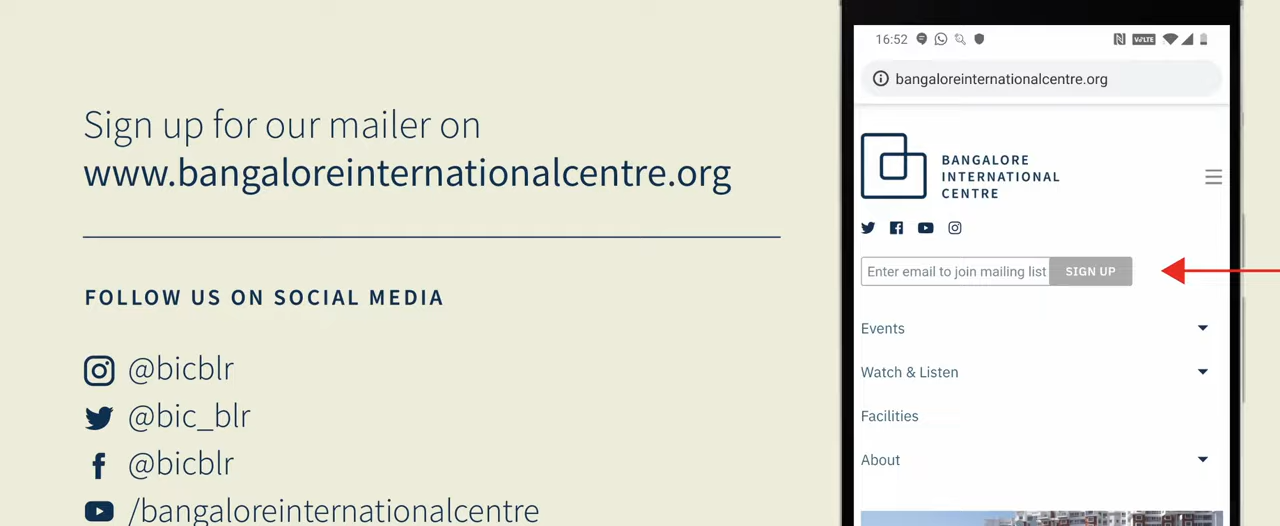 Sign up for our mailer on
www.bangaloreinternationalcentre.org
FOLLOW US ON SOCIAL MEDIA
@bicblr
@bic_blr
@bicblr
/bangaloreinternationalcentre
16:52
VoLTE
bangaloreinternationalcentre.org
BANGALORE
INTERNATIONAL
CENTRE
Enter email to join mailing list SIGN UP
Events
Watch & Listen
Facilities
About